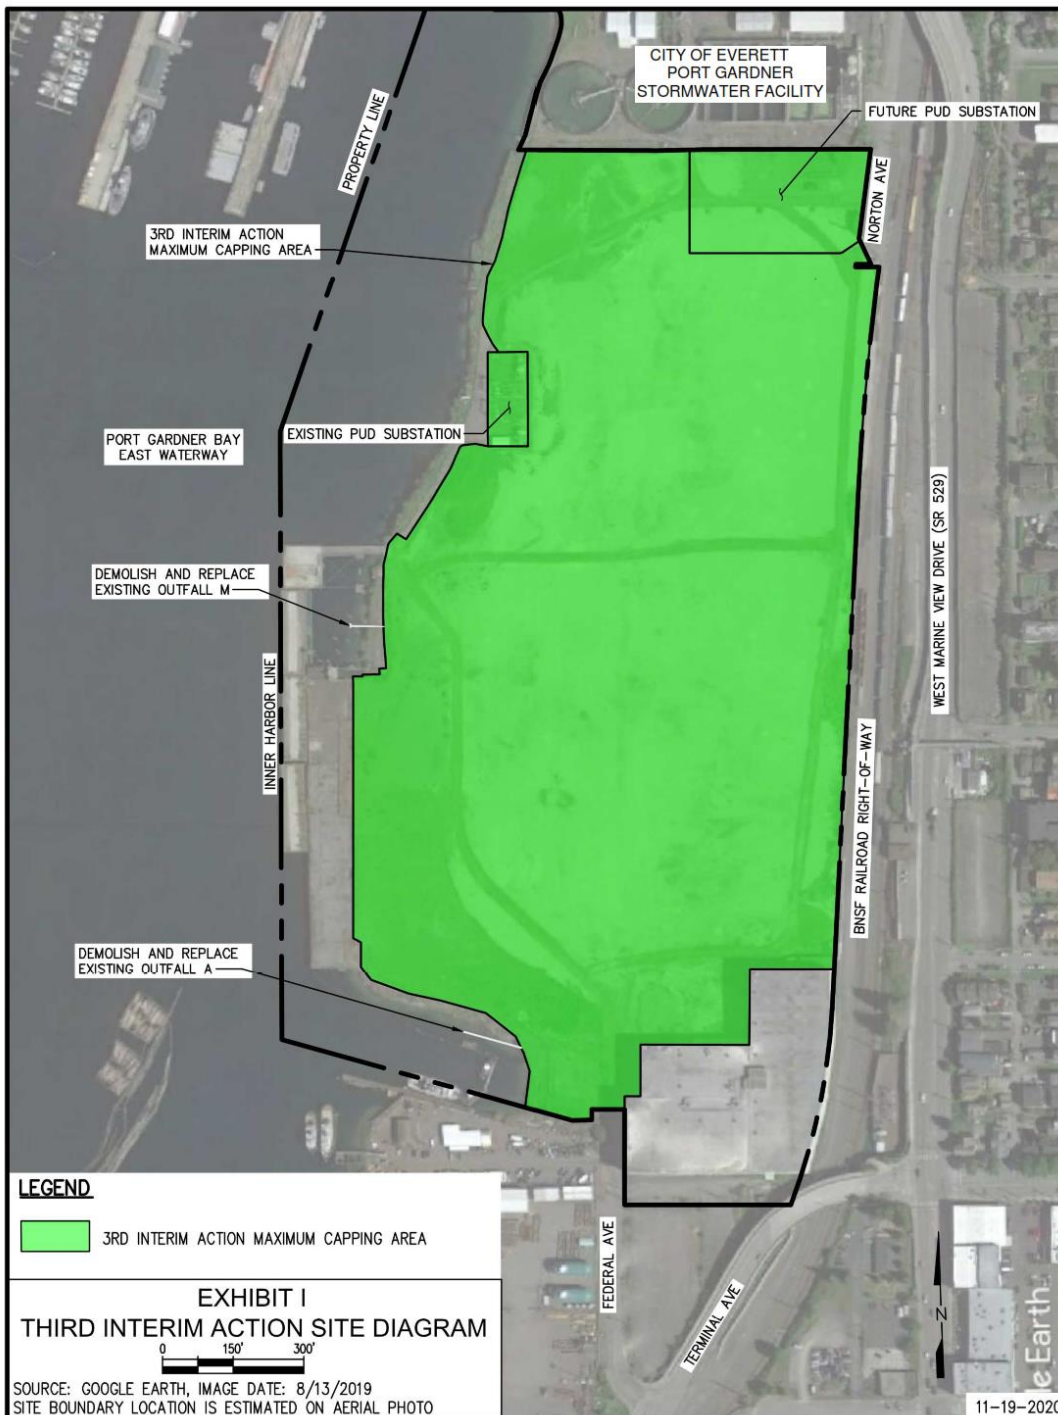 CITY OF EVERETT
PORT GARDNER
STORMWATER FACILITY
FUTURE PUD SUBSTATION
PROPERTY LINE
NORTON AVE
3RD INTERIM ACTION
MAXIMUM CAPPING AREA
EXISTING PUD SUBSTATION
PORT GARDNER BAY
EAST WATERWAY
WEST MARINE VIEW DRIVE (SR 529)
DEMOLISH AND REPLACE
EXISTING OUTFALL M
INNER HARBOR LINE
BNSF RAILROAD RIGHT-OF-WAY
DEMOLISH AND REPLACE
EXISTING OUTFALL A
LEGEND
3RD INTERIM ACTION MAXIMUM CAPPING AREA
FEDERAL AVE
TERMINAL AVE
N
EXHIBIT I
THIRD INTERIM ACTION SITE DIAGRAM
0 150' 300'
SOURCE: GOOGLE EARTH, IMAGE DATE: 8/13/2019
SITE BOUNDARY LOCATION IS ESTIMATED ON AERIAL PHOTO
le Earth
11-19-2020